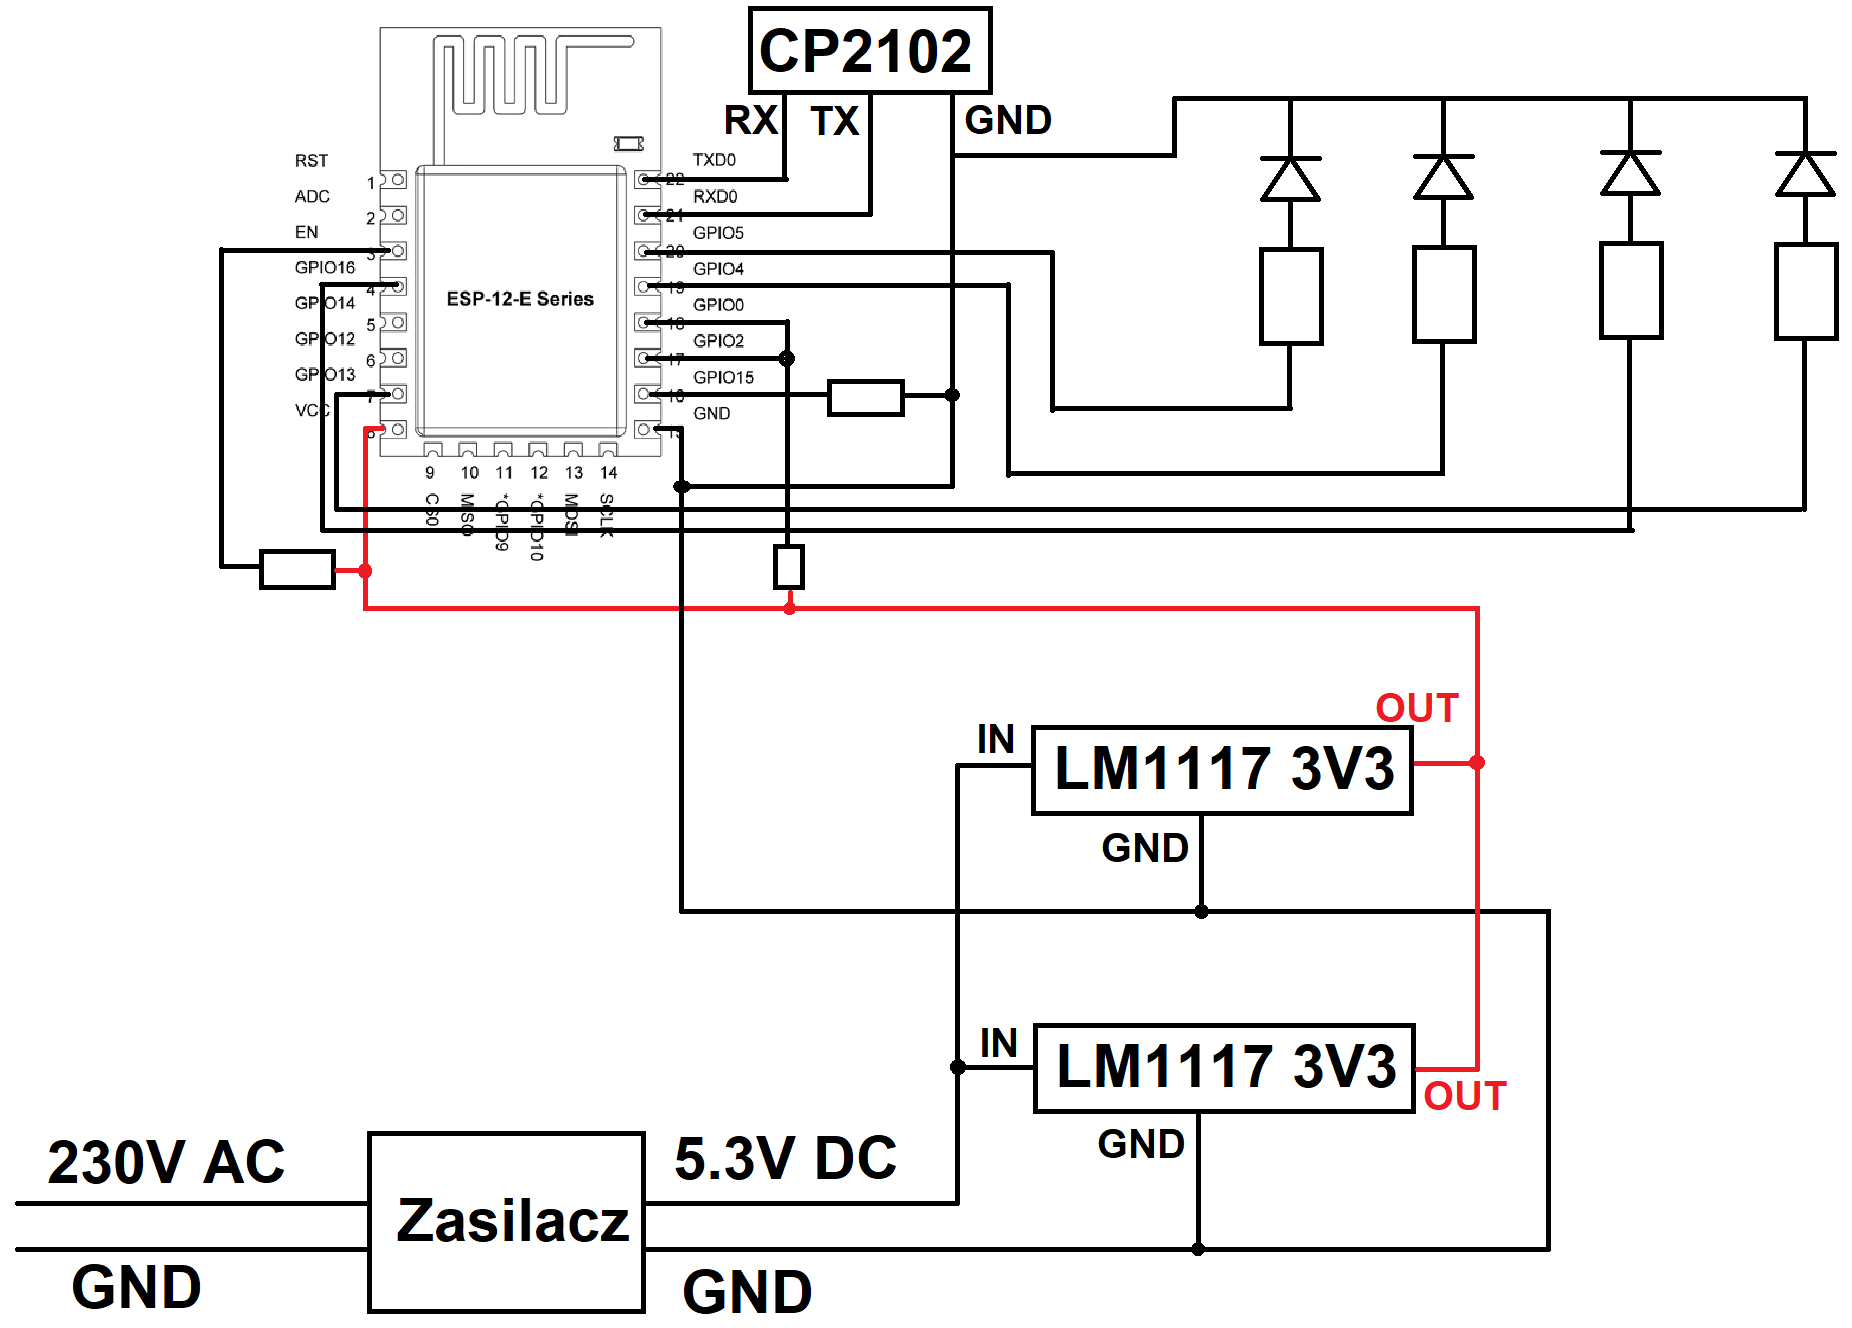 CP2102
RX
TX
GND
RST
ADC
EN
GPIO16
GPIO14
GPIO12
GPIO13
VCC
1
2
3
4
5
6
7
8
ESP-12-E Series
TXD0
RXD0
GPIO5
GPIO4
GPIO0
GPIO2
GPIO15
GND
22
21
20
19
18
17
16
15
9
10
11
12
13
14
CS0
MISO
*GPIO9
*GPIO10
MOSI
SCLK
OUT
IN
LM1117 3V3
GND
IN
LM1117 3V3
OUT
GND
230V AC
GND
Zasilacz
5.3V DC
GND